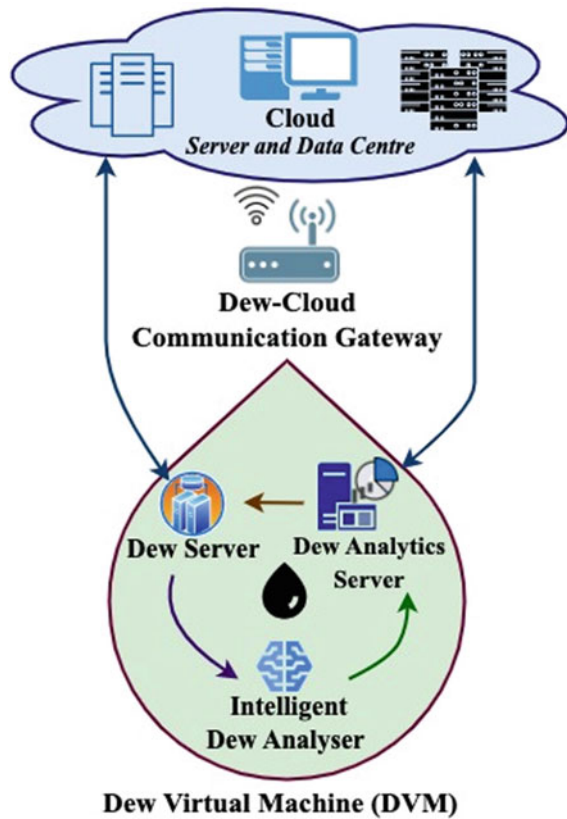 Cloud
Server and Data Centre
Dew-Cloud
Communication Gateway
Dew Server
Dew Analytics
Server
Intelligent
Dew Analyser
Dew Virtual Machine (DVM)